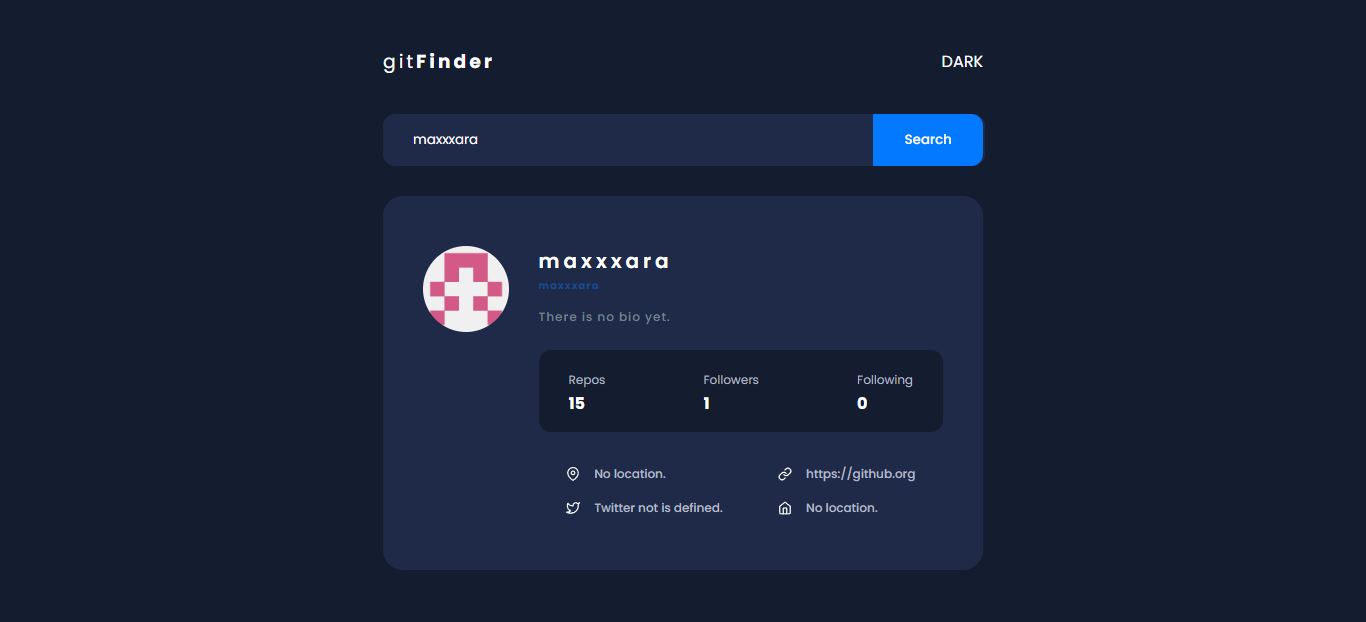 gitFinder DARK
maxxxara Search
maxxxara
maxxxara
There is no bio yet.
Repos Followers Following
15 1 0
No location. https://github.org
Twitter not is defined. No location.